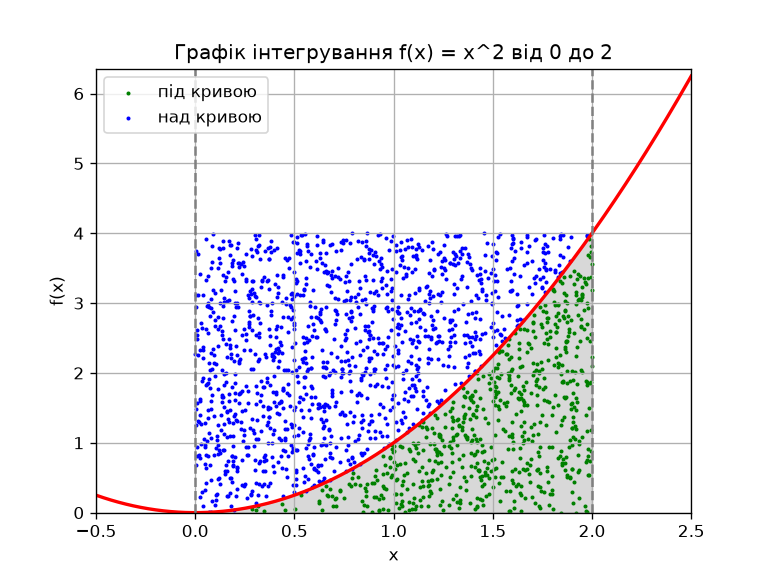 Графік інтегрування f(x) = x^2 від 0 до 2
під кривою
над кривою
6
5
4
3
2
1
0
f(x)
−0.5 0.0 0.5 1.0 1.5 2.0 2.5
x